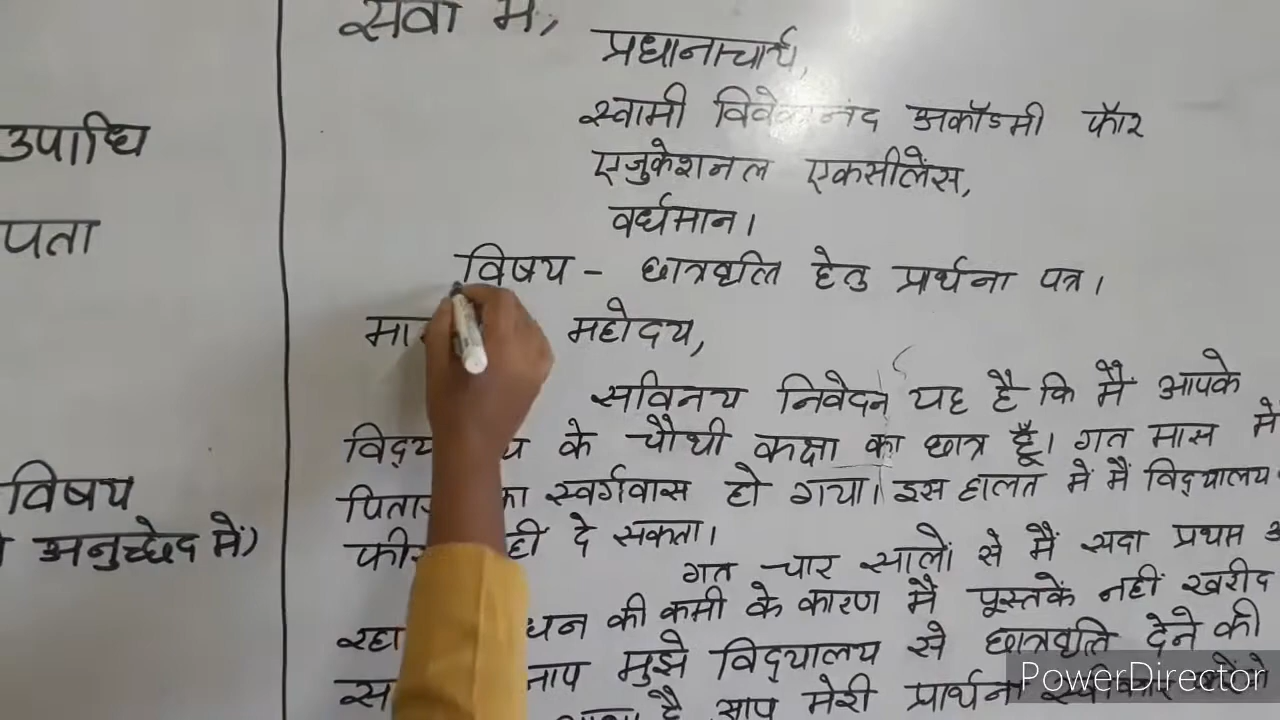 सेवा में,
प्रधानाचार्य,
स्वामी विवेकानंद अकॉडमी फॉर
उपाधि
एजुकेशनल एकसीलेंस,
पता
वर्धमान।
विषय - छात्रवृत्ति हेतु प्रार्थना पत्र।
महोदय,
सविनय निवेदन यह है कि मैं आपके
के चौथी कक्षा का छात्र हूँ। गत मास में
विषय
का स्वर्गवास हो गया। इस हालत में मैं विद्यालय
अनुच्छेद में)
दे सकता।
गत चार सालों से मैं सदा प्रथम
धन की कमी के कारण मैं पूस्तकें नहीं खरीद
मुझे विद्यालय से छात्रवृत्ति देने की
है आप मेरी प्रार्थना
PowerDirector